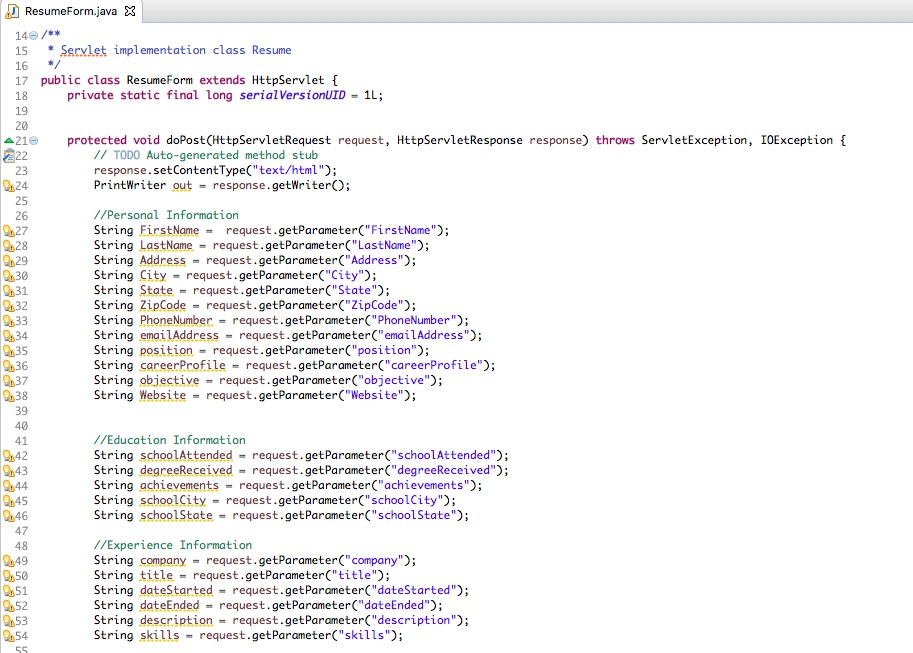 ResumeForm.java
14 /**
15  * Servlet implementation class Resume
16  */
17 public class ResumeForm extends HttpServlet {
18     private static final long serialVersionUID = 1L;
19
20
21     protected void doPost(HttpServletRequest request, HttpServletResponse response) throws ServletException, IOException {
22         // TODO Auto-generated method stub
23         response.setContentType("text/html");
24         PrintWriter out = response.getWriter();
25
26         //Personal Information
27         String FirstName =  request.getParameter("FirstName");
28         String LastName = request.getParameter("LastName");
29         String Address = request.getParameter("Address");
30         String City = request.getParameter("City");
31         String State = request.getParameter("State");
32         String ZipCode = request.getParameter("ZipCode");
33         String PhoneNumber = request.getParameter("PhoneNumber");
34         String emailAddress = request.getParameter("emailAddress");
35         String position = request.getParameter("position");
36         String careerProfile = request.getParameter("careerProfile");
37         String objective = request.getParameter("objective");
38         String Website = request.getParameter("Website");
39
40
41         //Education Information
42         String schoolAttended = request.getParameter("schoolAttended");
43         String degreeReceived = request.getParameter("degreeReceived");
44         String achievements = request.getParameter("achievements");
45         String schoolCity = request.getParameter("schoolCity");
46         String schoolState = request.getParameter("schoolState");
47
48         //Experience Information
49         String company = request.getParameter("company");
50         String title = request.getParameter("title");
51         String dateStarted = request.getParameter("dateStarted");
52         String dateEnded = request.getParameter("dateEnded");
53         String description = request.getParameter("description");
54         String skills = request.getParameter("skills");
55